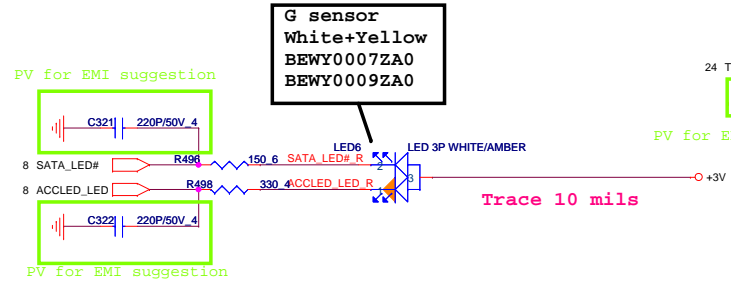 G sensor
White+Yellow
BEWY0007ZA0
BEWY0009ZA0
PV for EMI suggestion
24 T
C321 220P/50V_4
PV for E
LED6 LED 3P WHITE/AMBER
8 SATA_LED# R496 150_6 SATA_LED#_R 2
3 +3V
8 ACCLED_LED R498 330_4 ACCLED_LED_R 1
Trace 10 mils
C322 220P/50V_4
PV for EMI suggestion